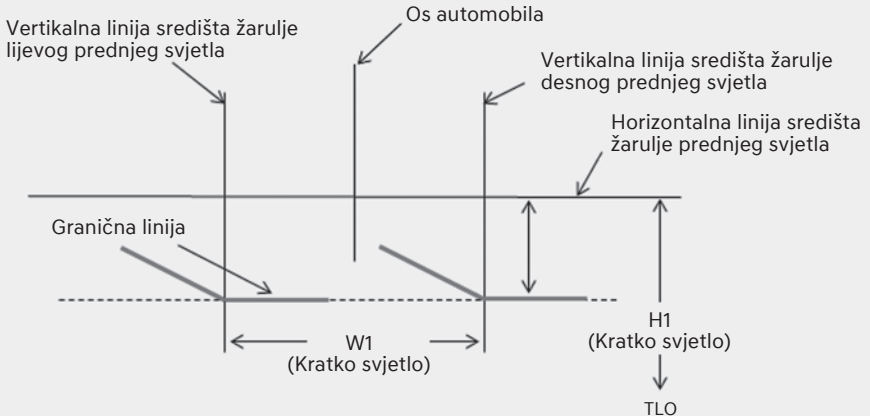 Vertikalna linija središta žarulje
lijevog prednjeg svjetla
Os automobila
Vertikalna linija središta žarulje
desnog prednjeg svjetla
Horizontalna linija središta
žarulje prednjeg svjetla
Granična linija
W1
(Kratko svjetlo)
H1
(Kratko svjetlo)
TLO